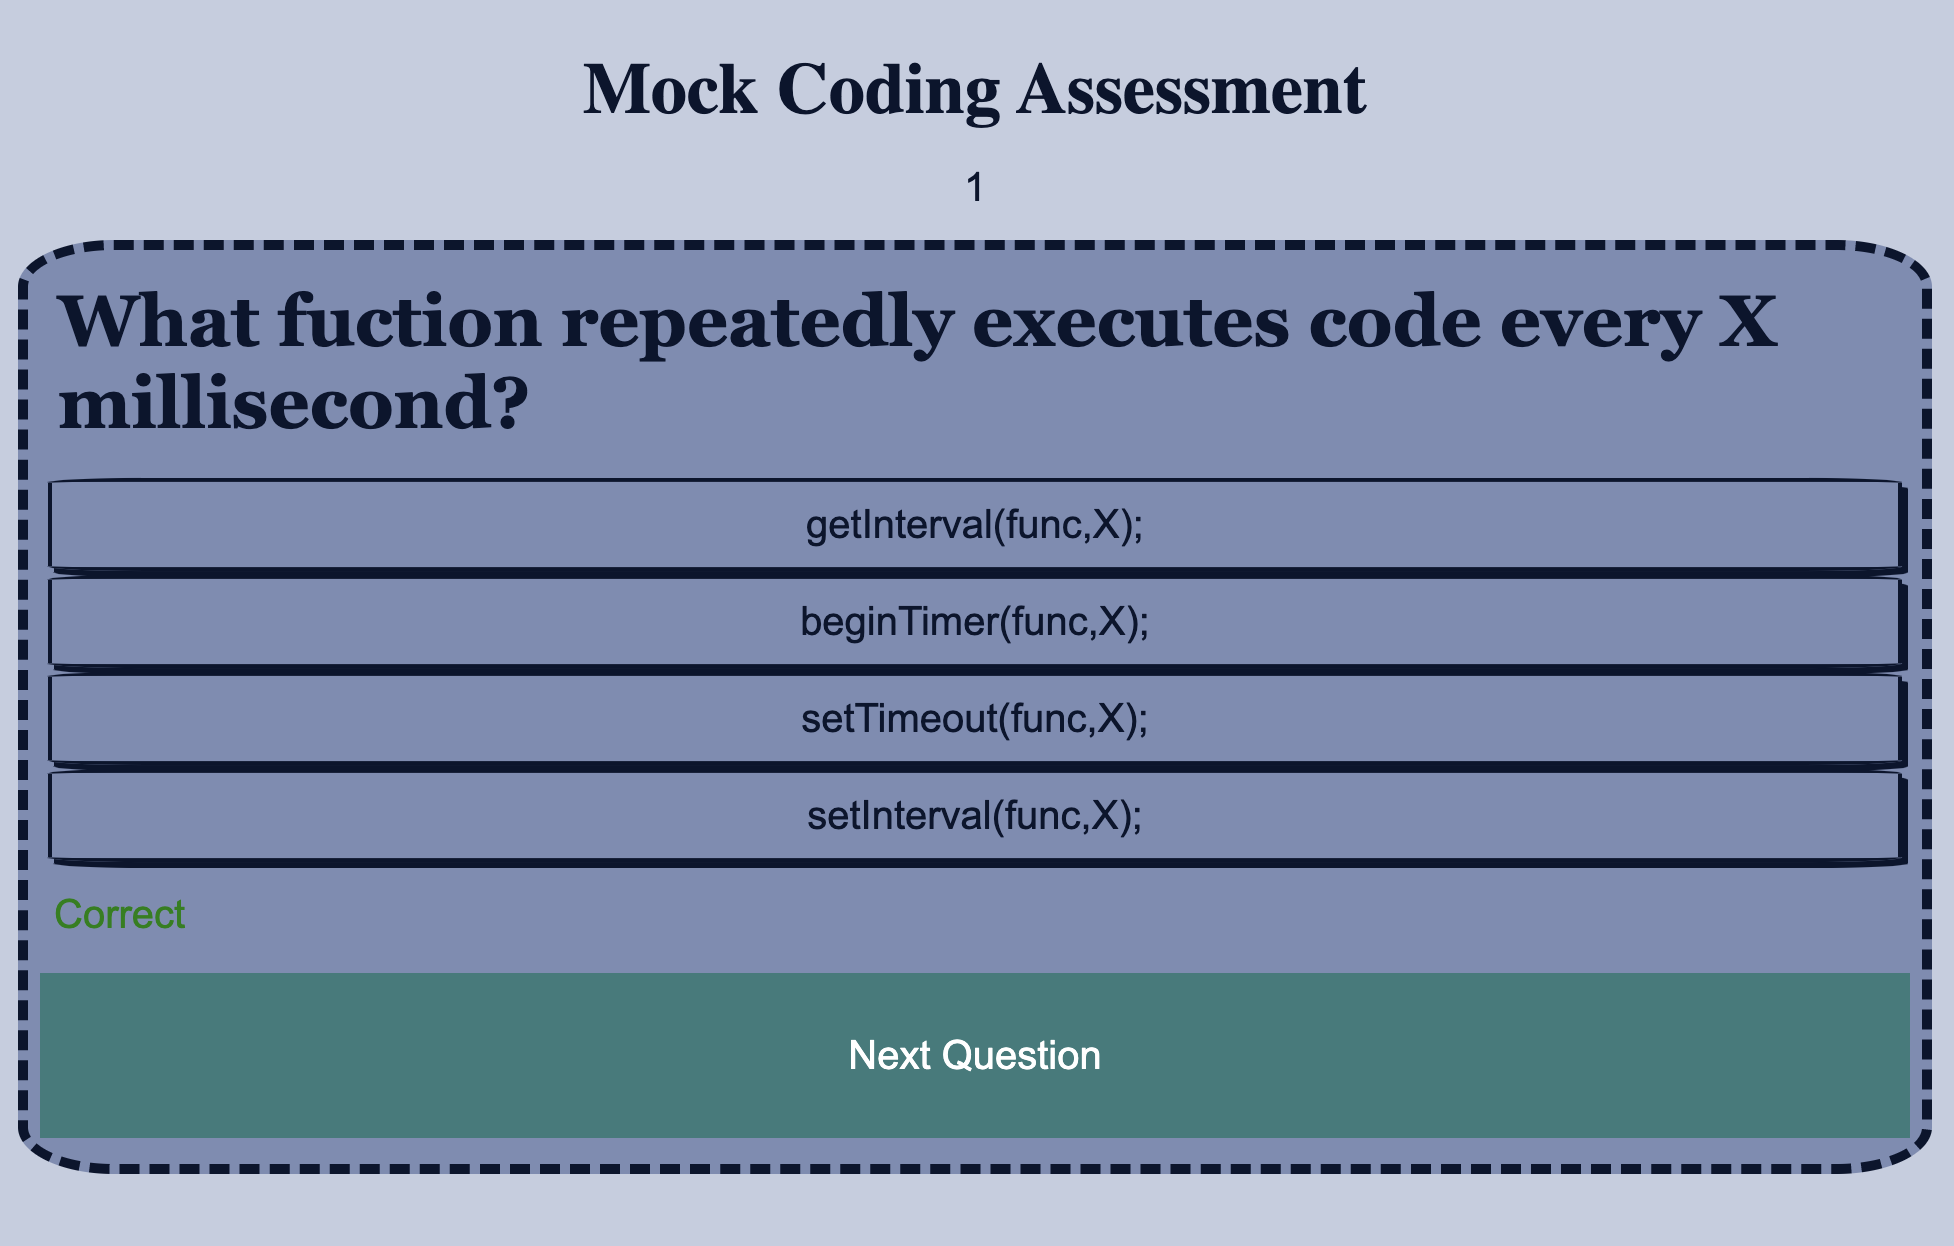 Mock Coding Assessment
1
What fuction repeatedly executes code every X
millisecond?
getInterval(func,X);
beginTimer(func,X);
setTimeout(func,X);
setInterval(func,X);
Correct
Next Question